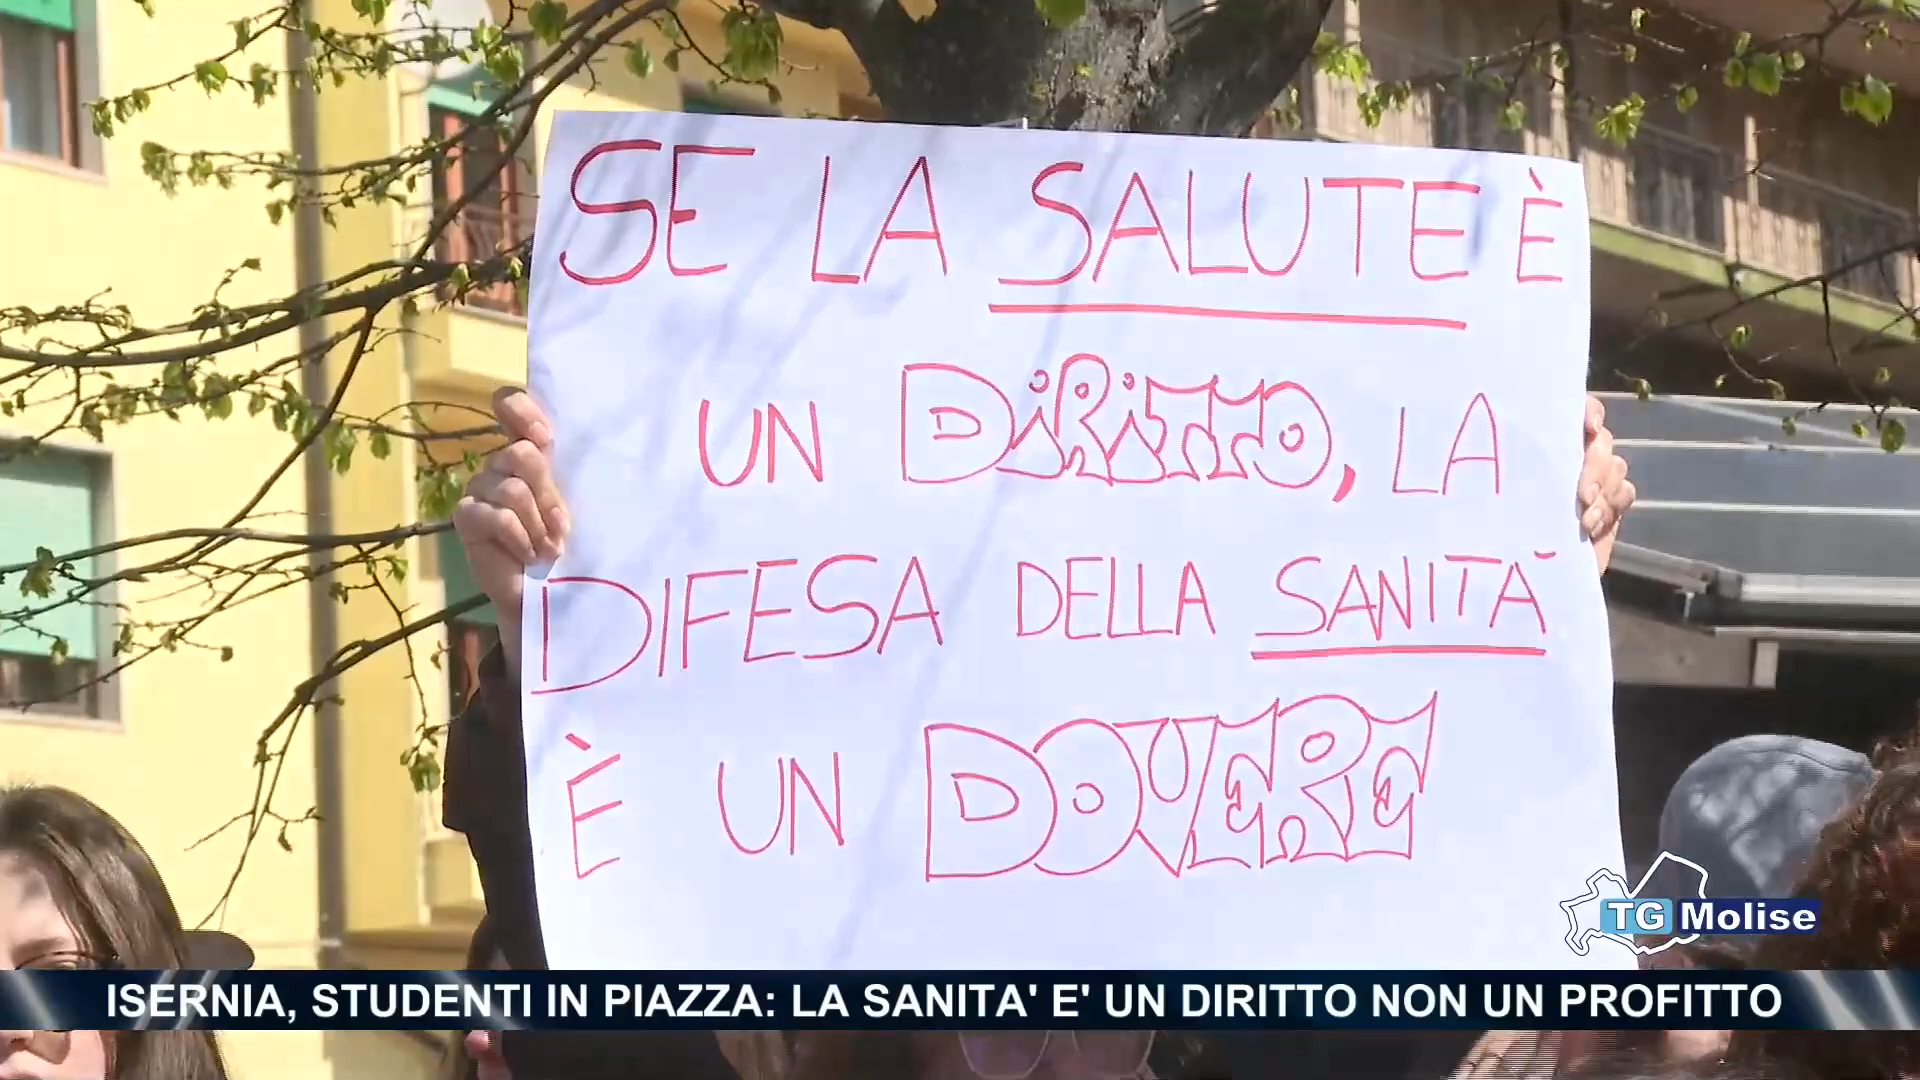 SE LA SALUTE È
UN DIRITTO, LA
DIFESA DELLA SANITÀ
È UN DOVERE
TG Molise
ISERNIA, STUDENTI IN PIAZZA: LA SANITA' E' UN DIRITTO NON UN PROFITTO